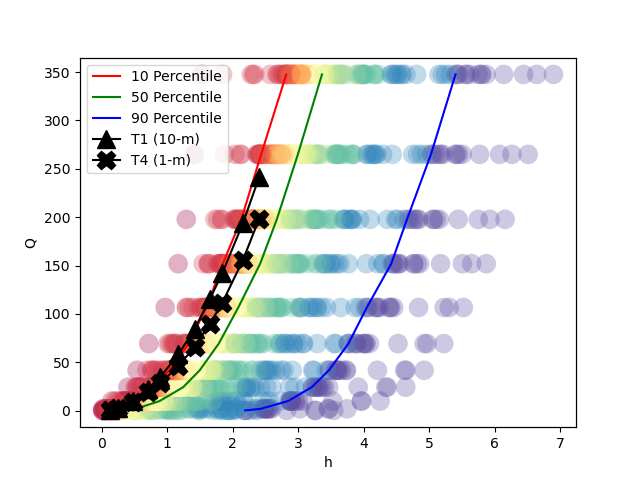 350
300
250
200
150
100
50
0
Q
10 Percentile
50 Percentile
90 Percentile
T1 (10-m)
T4 (1-m)
0 1 2 3 4 5 6 7
h